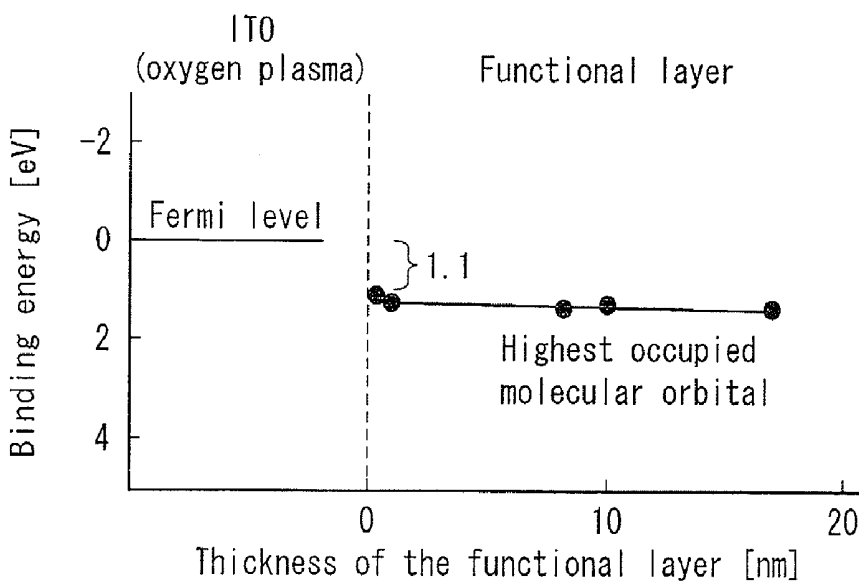 ITO
(oxygen plasma)
Functional layer
Binding energy [eV]
-2
0
2
4
Fermi level
1.1
Highest occupied
molecular orbital
0
10
20
Thickness of the functional layer [nm]